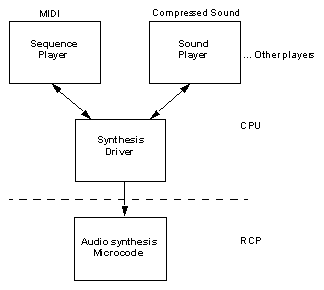 MIDI
Compressed Sound
Sequence
Player
Sound
Player
... Other players
Synthesis
Driver
CPU
Audio synthesis
Microcode
RCP